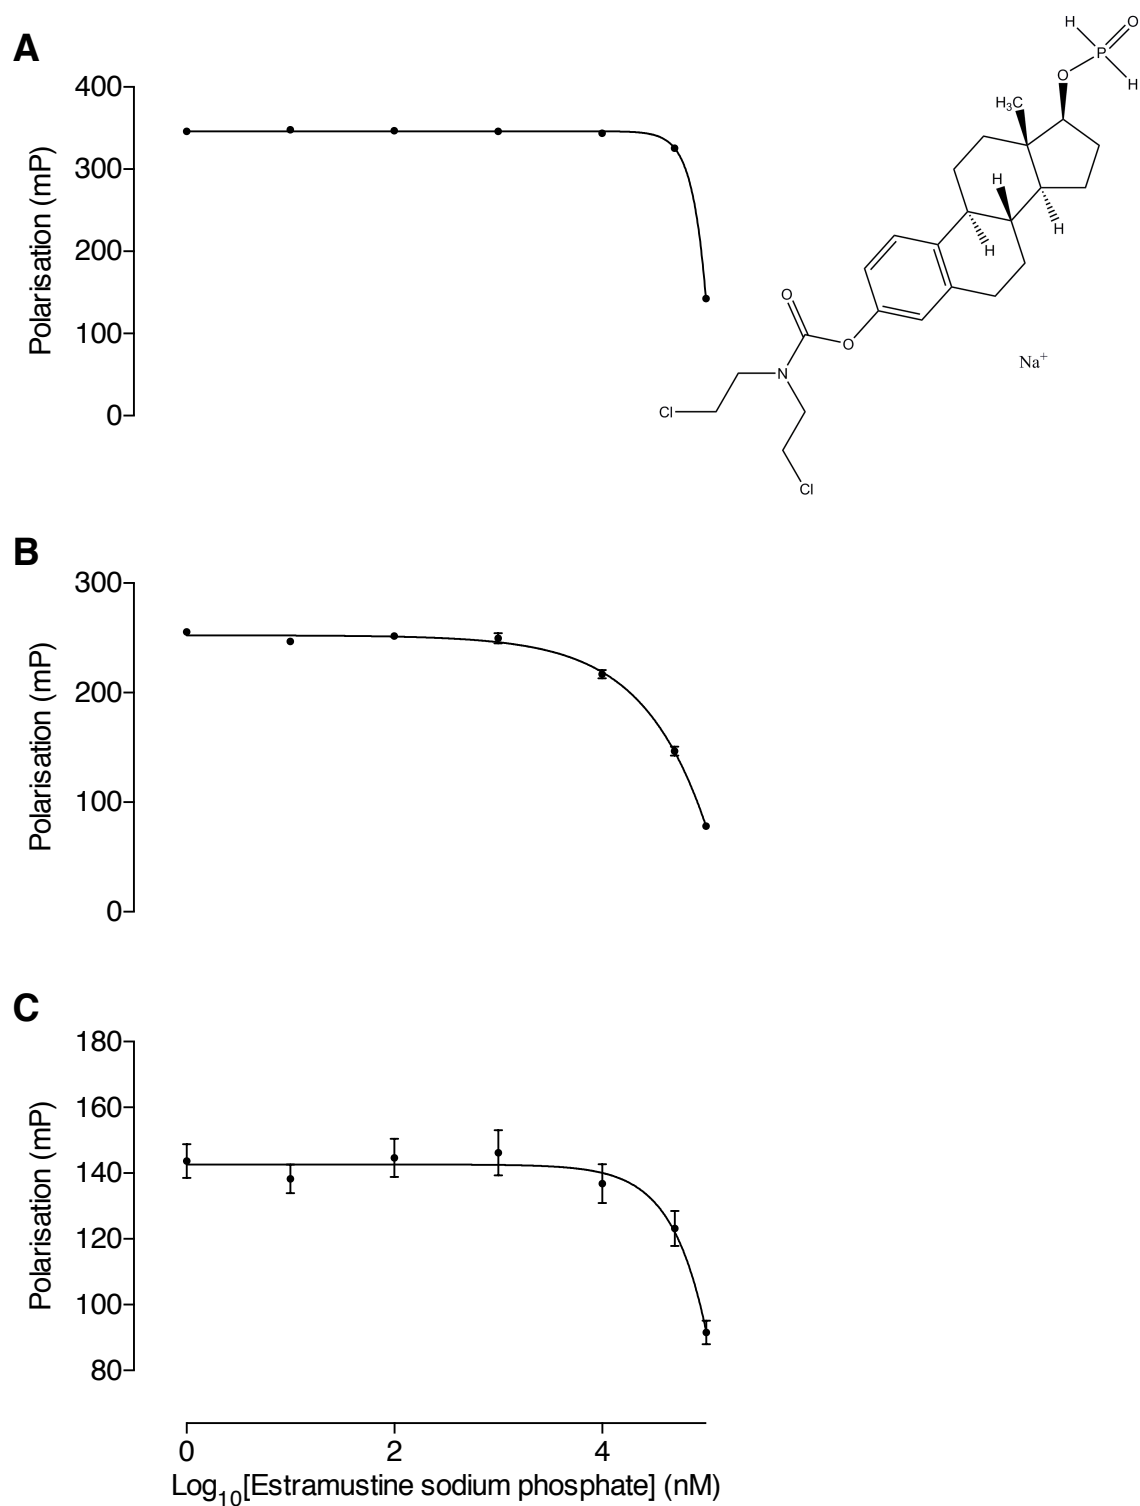 A
400
300
200
100
0
Polarisation (mP)
H
O
P
O
H
H₃C
H
H
H
O
O
N
Cl
Cl
Na⁺
B
300
200
100
0
Polarisation (mP)
C
180
160
140
120
100
80
Polarisation (mP)
0 2 4
Log₁₀[Estramustine sodium phosphate] (nM)